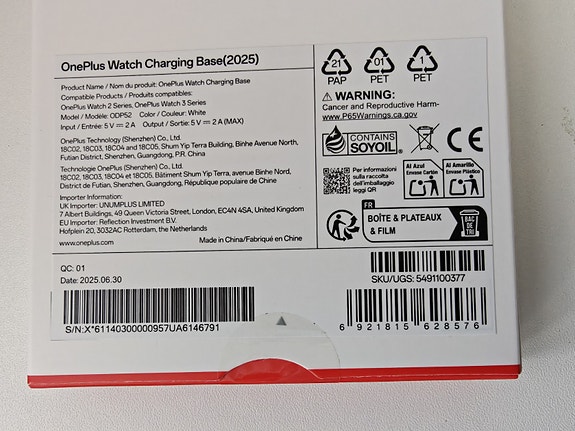 OnePlus Watch Charging Base(2025)
Product Name / Nom du produit: OnePlus Watch Charging Base
Compatible Products / Produits compatibles:
OnePlus Watch 2 Series, OnePlus Watch 3 Series
Model / Modèle: ODP52 Color / Couleur: White
Input / Entrée: 5 V⎓ 2 A Output / Sortie: 5 V⎓ 2 A (MAX)
OnePlus Technology (Shenzhen) Co., Ltd.
18C02, 18C03, 18C04 and 18C05, Shum Yip Terra Building, Binhe Avenue North,
Futian District, Shenzhen, Guangdong, P.R. China
Technologie OnePlus (Shenzhen) Co., Ltd.
18C02, 18C03, 18C04 et 18C05, Bâtiment Shum Yip Terra, avenue Binhe Nord,
District de Futian, Shenzhen, Guangdong, République populaire de Chine
Importer Information:
UK Importer: UNUMPLUS LIMITED
7 Albert Buildings, 49 Queen Victoria Street, London, EC4N 4SA, United Kingdom
EU Importer: Reflection Investment B.V.
Hofplein 20, 3032AC Rotterdam, the Netherlands
www.oneplus.com Made in China/Fabriqué en Chine
21
PAP
01
PET
1
PET
⚠ WARNING:
Cancer and Reproductive Harm-
www.P65Warnings.ca.gov
CONTAINS
SOYOIL
CE
Per informazioni
sulla raccolta
dell'imballaggio
leggi QR
Al Azul
Envase Cartón
Al Amarillo
Envase Plástico
FR
BOÎTE & PLATEAUX
& FILM
BAC
DE
TRI
QC: 01
Date: 2025.06.30
S/N:X*61140300000957UA6146791
SKU/UGS: 5491100377
6 921815 628576